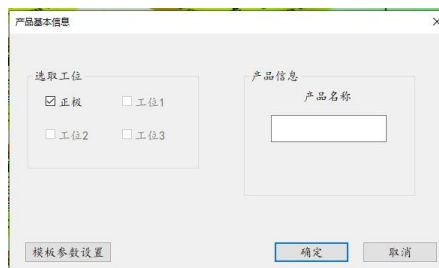 产品基本信息
选取工位
正极
工位1
工位2
工位3
产品信息
产品名称
模板参数设置
确定
取消